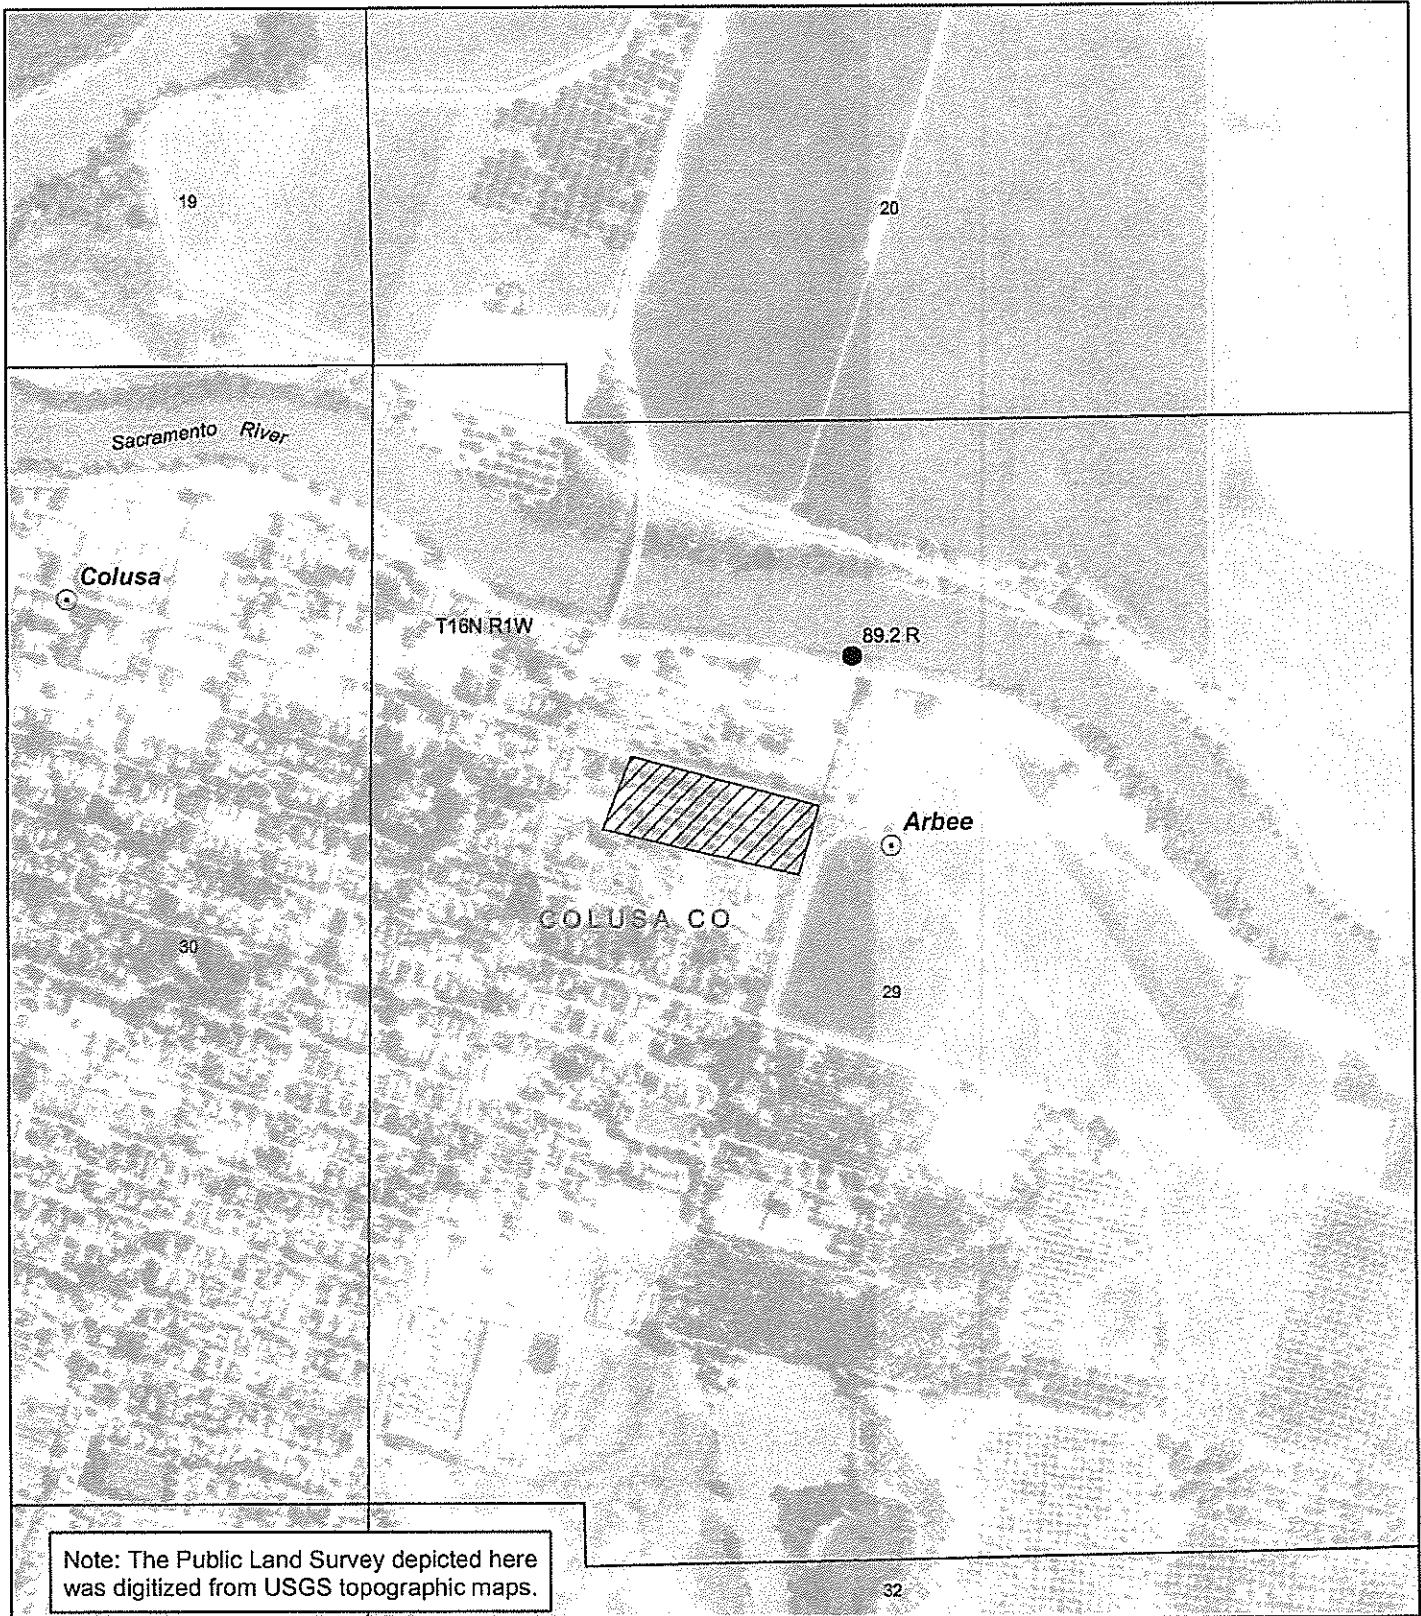 19
20
Sacramento River
Colusa
T16N R1W
89.2 R
Arbee
COLUSA CO
30
29
Note: The Public Land Survey depicted here
was digitized from USGS topographic maps.
32